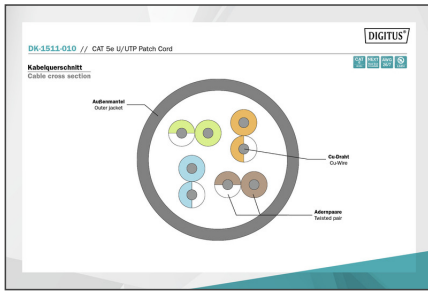 DIGITUS®
DK-1511-010 // CAT 5e U/UTP Patch Cord
Kabelquerschnitt
Cable cross section
Außenmantel
Outer jacket
Cu-Draht
Cu-Wire
Adernpaare
Twisted pair